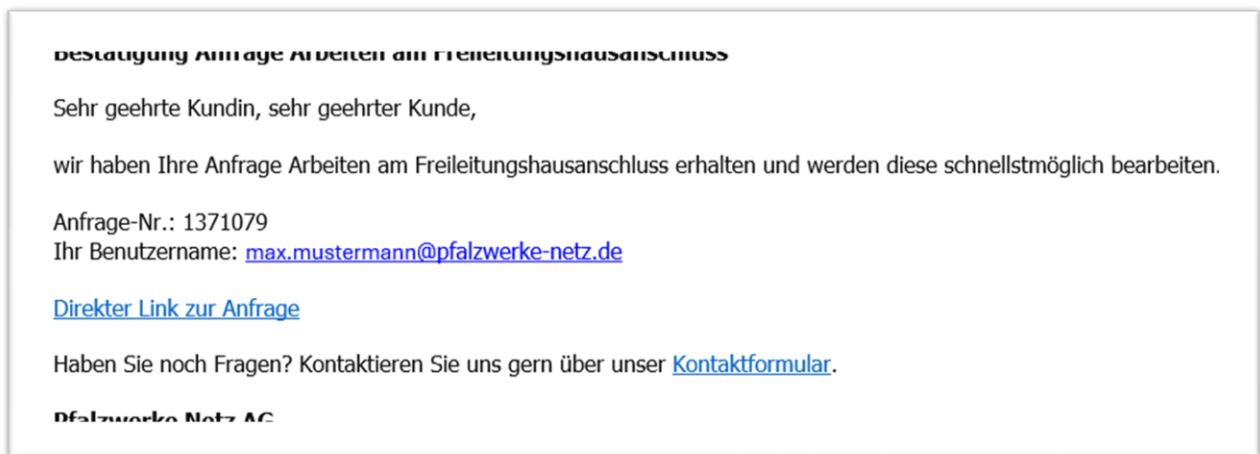 Bestätigung Anfrage Arbeiten am Freileitungshausanschluss
Sehr geehrte Kundin, sehr geehrter Kunde,
wir haben Ihre Anfrage Arbeiten am Freileitungshausanschluss erhalten und werden diese schnellstmöglich bearbeiten.
Anfrage-Nr.: 1371079
Ihr Benutzername: max.mustermann@pfalzwerke-netz.de
Direkter Link zur Anfrage
Haben Sie noch Fragen? Kontaktieren Sie uns gern über unser Kontaktformular.
Pfalzwerke Netz AG